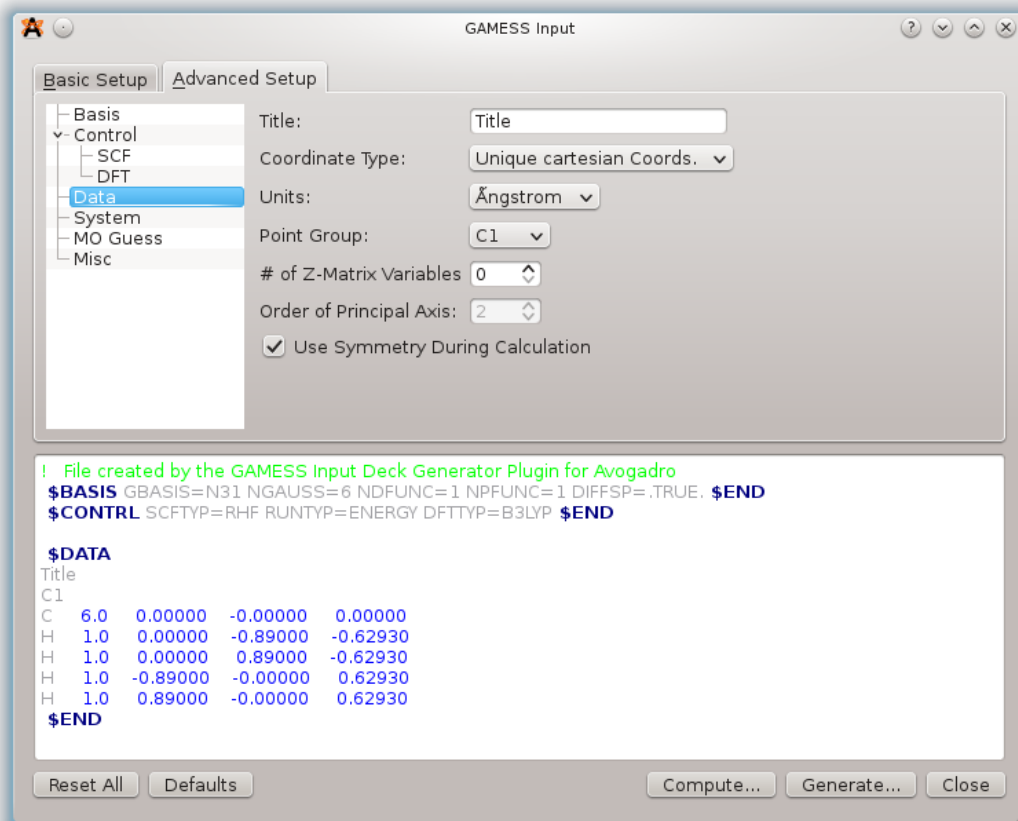 GAMESS Input
Basic Setup Advanced Setup
Basis
Control
SCF
DFT
Data
System
MO Guess
Misc
Title: Title
Coordinate Type: Unique cartesian Coords.
Units: Ãngstrom
Point Group: C1
# of Z-Matrix Variables 0
Order of Principal Axis: 2
Use Symmetry During Calculation
! File created by the GAMESS Input Deck Generator Plugin for Avogadro
$BASIS GBASIS=N31 NGAUSS=6 NDFUNC=1 NPFUNC=1 DIFFSP=.TRUE. $END
$CONTRL SCFTYP=RHF RUNTYP=ENERGY DFTTYP=B3LYP $END
$DATA
Title
C1
C 6.0 0.00000 -0.00000 0.00000
H 1.0 0.00000 -0.89000 -0.62930
H 1.0 0.00000 0.89000 -0.62930
H 1.0 -0.89000 -0.00000 0.62930
H 1.0 0.89000 -0.00000 0.62930
$END
Reset All Defaults Compute... Generate... Close